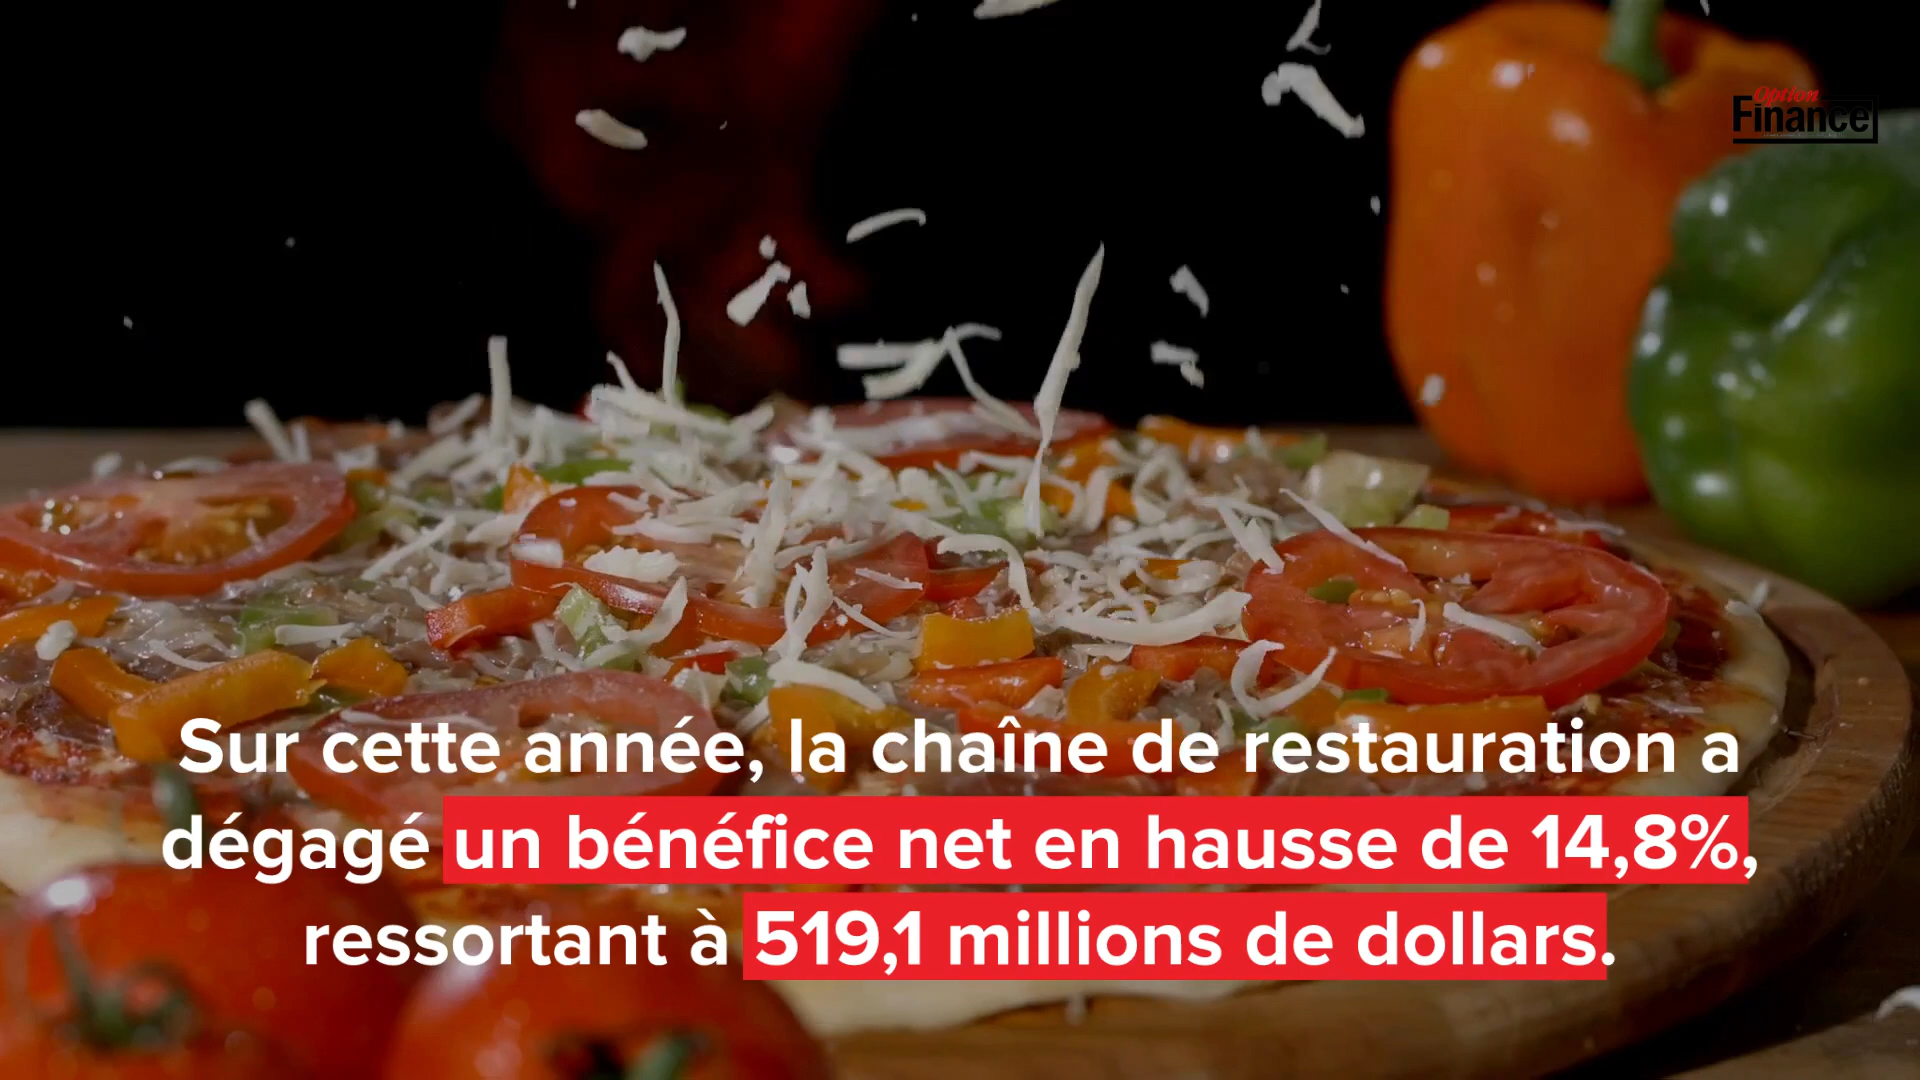 Option
Finance
Sur cette année, la chaîne de restauration a
dégagé un bénéfice net en hausse de 14,8%,
ressortant à 519,1 millions de dollars.